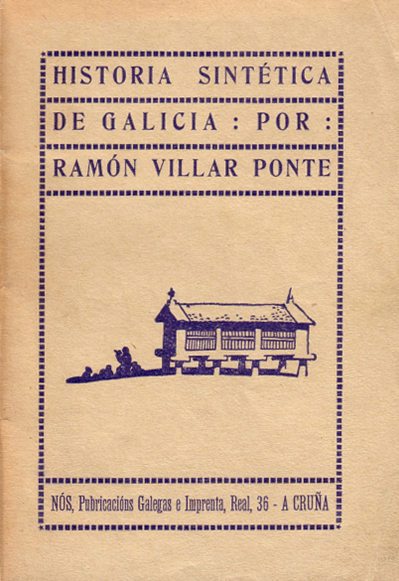 HISTORIA SINTÉTICA
DE GALICIA : POR :
RAMÓN VILLAR PONTE
NÓS, Pubricacións Galegas e Imprenta, Real, 36 - A CRUÑA